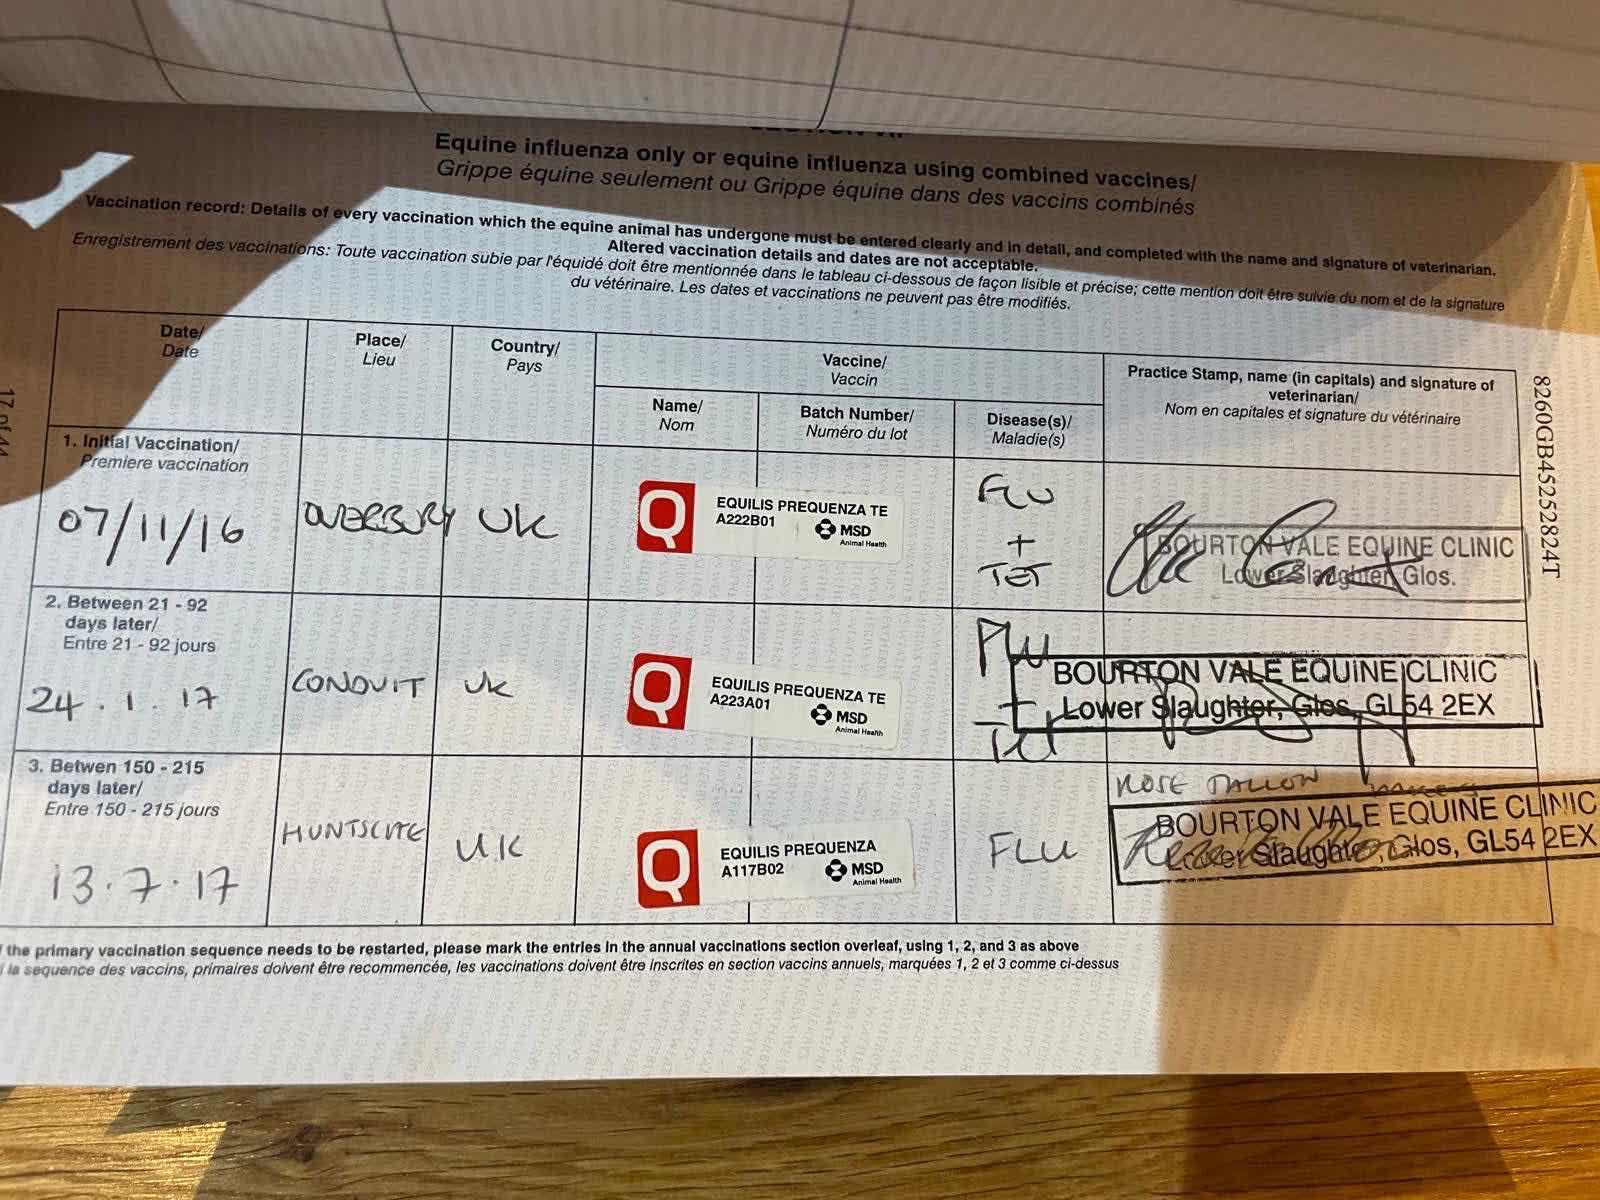 Equine influenza only or equine influenza using combined vaccines/
Grippe équine seulement ou Grippe équine dans des vaccins combinés
Vaccination record: Details of every vaccination which the equine animal has undergone must be entered clearly and in detail, and completed with the name and signature of veterinarian.
Altered vaccination details and dates are not acceptable.
Enregistrement des vaccinations: Toute vaccination subie par l'équidé doit être mentionnée dans le tableau ci-dessous de façon lisible et précise; cette mention doit être suivie du nom et de la signature
du vétérinaire. Les dates et vaccinations ne peuvent pas être modifiés.
Date/
Date
Place/
Lieu
Country/
Pays
Vaccine/
Vaccin
Name/
Nom
Batch Number/
Numéro du lot
Disease(s)/
Maladie(s)
Practice Stamp, name (in capitals) and signature of
veterinarian/
Nom en capitales et signature du vétérinaire
1. Initial Vaccination/
Premiere vaccination
07/11/16
OVERBURY
UK
EQUILIS PREQUENZA TE
A222B01
MSD
Animal Health
FLU
+
TET
BOURTON VALE EQUINE CLINIC
Lower Slaughter, Glos.
2. Between 21 - 92
days later/
Entre 21 - 92 jours
24 . 1 . 17
CONDUIT
UK
EQUILIS PREQUENZA TE
A223A01
MSD
Animal Health
Flu
+
Tet
BOURTON VALE EQUINE CLINIC
Lower Slaughter, Glos, GL54 2EX
3. Betwen 150 - 215
days later/
Entre 150 - 215 jours
13 . 7 . 17
UK
EQUILIS PREQUENZA
A117B02
MSD
Animal Health
FLU
ROSE TALLON
BOURTON VALE EQUINE CLINIC
Lower Slaughter, Glos, GL54 2EX
the primary vaccination sequence needs to be restarted, please mark the entries in the annual vaccinations section overleaf, using 1, 2, and 3 as above
la sequence des vaccins, primaires doivent être recommencée, les vaccinations doivent être inscrites en section vaccins annuels, marquées 1, 2 et 3 comme ci-dessus
8260GB45252824T
17 of 44